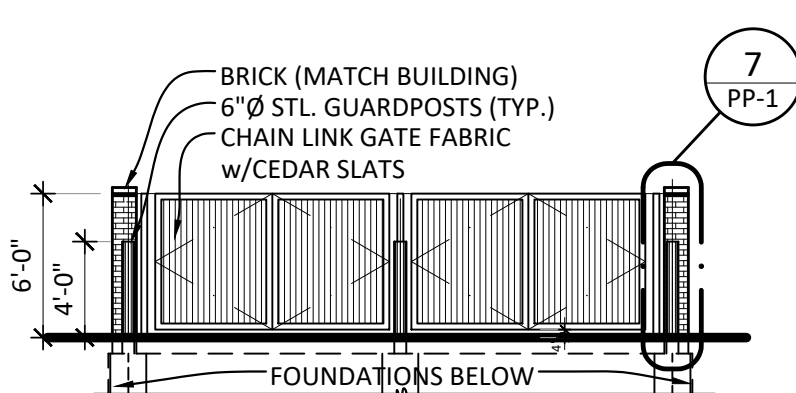 BRICK (MATCH BUILDING)
6"Ø STL. GUARDPOSTS (TYP.)
CHAIN LINK GATE FABRIC
w/CEDAR SLATS
7
PP-1
6'-0"
4'-0"
FOUNDATIONS BELOW